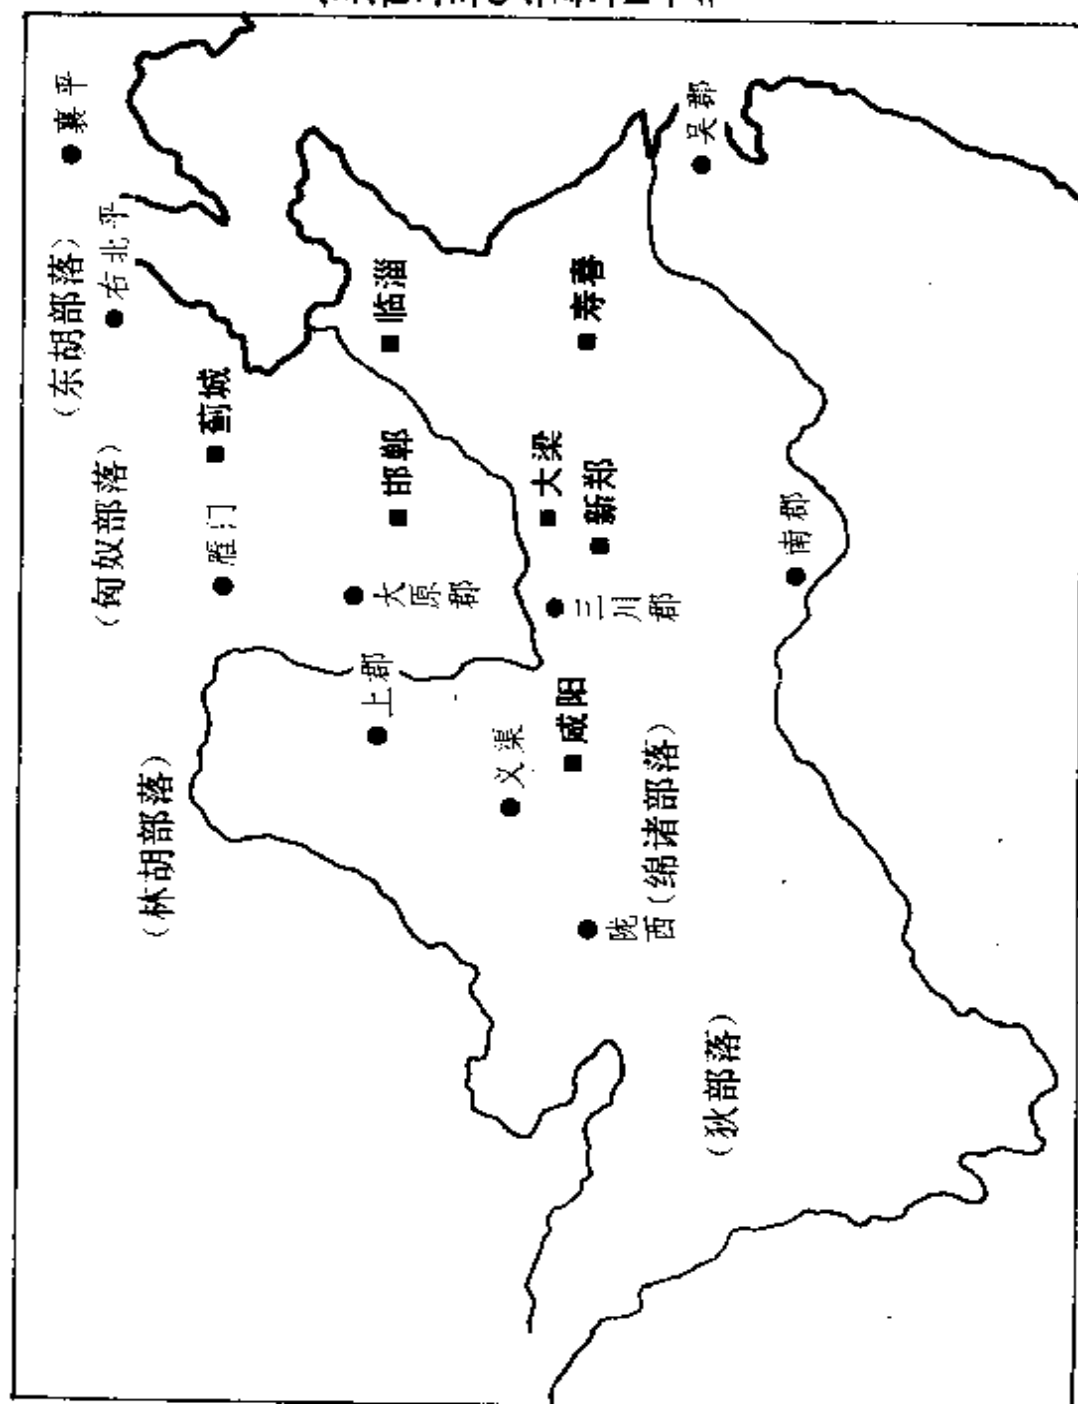 襄平
(东胡部落)
右北平
(匈奴部落)
蓟城
雁门
(林胡部落)
临淄
邯郸
太原郡
上郡
吴郡
寿春
大梁
新郑
三川郡
义渠
咸阳
(绵诸部落)
陇西
南郡
(狄部落)